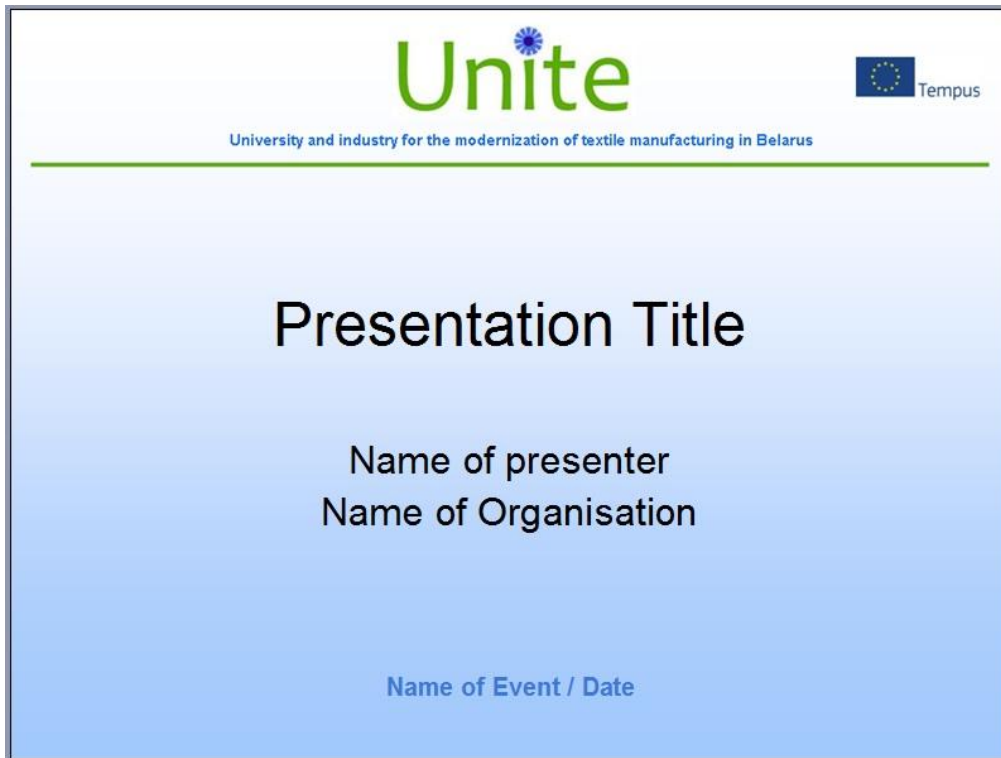 Unite
Tempus
University and industry for the modernization of textile manufacturing in Belarus
Presentation Title
Name of presenter
Name of Organisation
Name of Event / Date